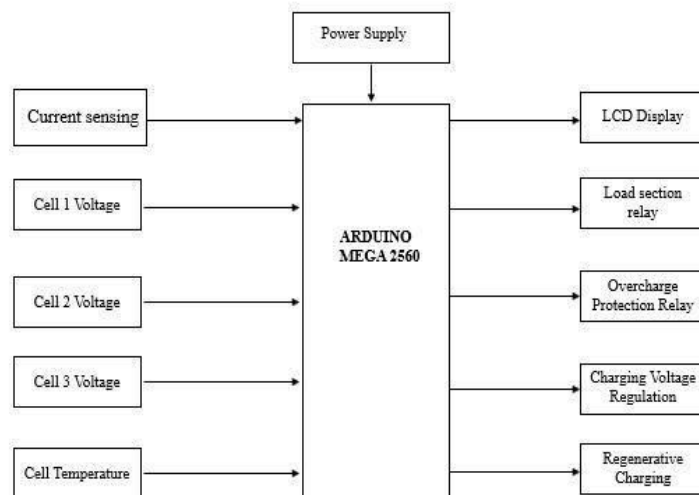 Power Supply
Current sensing
Cell 1 Voltage
Cell 2 Voltage
Cell 3 Voltage
Cell Temperature
ARDUINO
MEGA 2560
LCD Display
Load section
relay
Overcharge
Protection Relay
Charging Voltage
Regulation
Regenerative
Charging